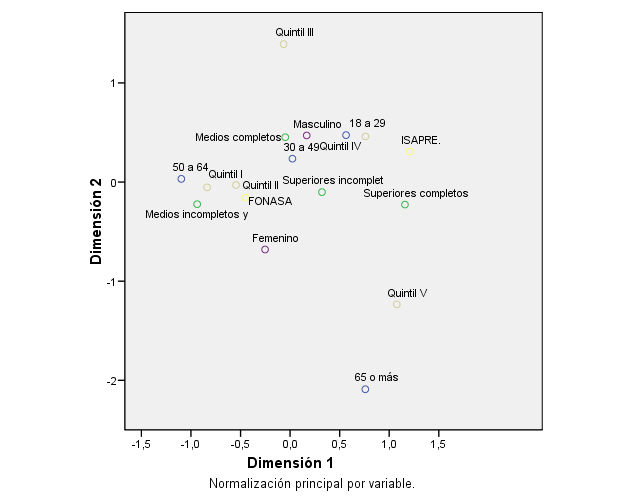 Quintil III
1
Masculino
18 a 29
Medios completos
ISAPRE.
30 a 49
Quintil IV
50 a 64
Quintil I
Quintil II
Superiores incomplet
0
Superiores completos
FONASA
Medios incompletos y
Femenino
-1
Quintil V
65 o más
-2
Dimensión 2
-1,5
-1,0
-0,5
0,0
0,5
1,0
1,5
Dimensión 1
Normalización principal por variable.